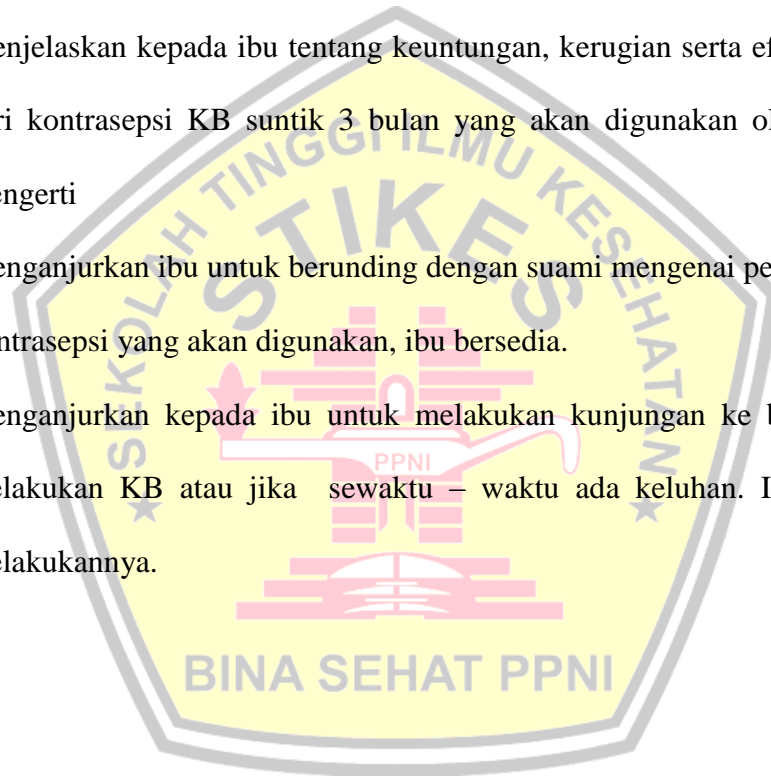 enjelaskan kepada ibu tentang keuntungan, kerugian serta ef
ri kontrasepsi KB suntik 3 bulan yang akan digunakan ol
engerti
enganjurkan ibu untuk berunding dengan suami mengenai pe
ntrasepsi yang akan digunakan, ibu bersedia.
enganjurkan kepada ibu untuk melakukan kunjungan ke b
elakukan KB atau jika sewaktu – waktu ada keluhan. I
elakukannya.
SEKOLAH TINGGI ILMU KESEHATAN
STIKES
PPNI
BINA SEHAT PPNI